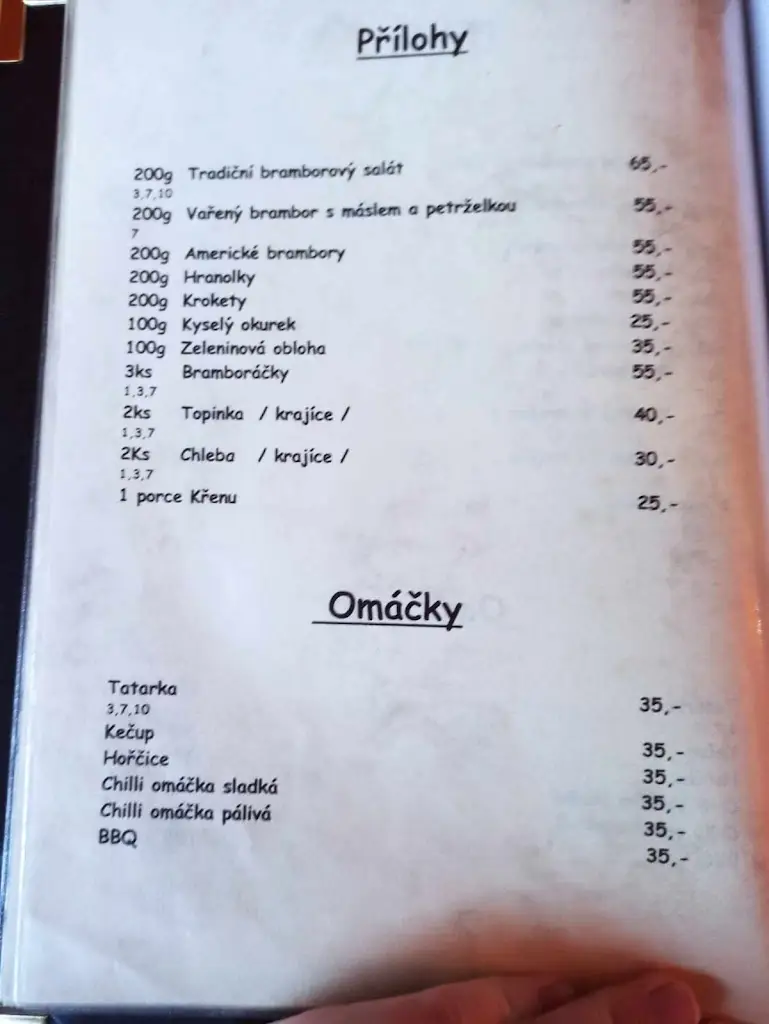 Přílohy
200g Tradiční bramborový salát 65,-
3,7,10
200g Vařený brambor s máslem a petrželkou 55,-
7
200g Americké brambory 55,-
200g Hranolky 55,-
200g Krokety 55,-
100g Kyselý okurek 25,-
100g Zeleninová obloha 35,-
3ks Bramboráčky 55,-
1,3,7
2ks Topinka / krajíce / 40,-
1,3,7
2Ks Chleba / krajíce / 30,-
1,3,7
1 porce Křenu 25,-
Omáčky
Tatarka 35,-
3,7,10
Kečup 35,-
Hořčice 35,-
Chilli omáčka sladká 35,-
Chilli omáčka pálivá 35,-
BBQ 35,-